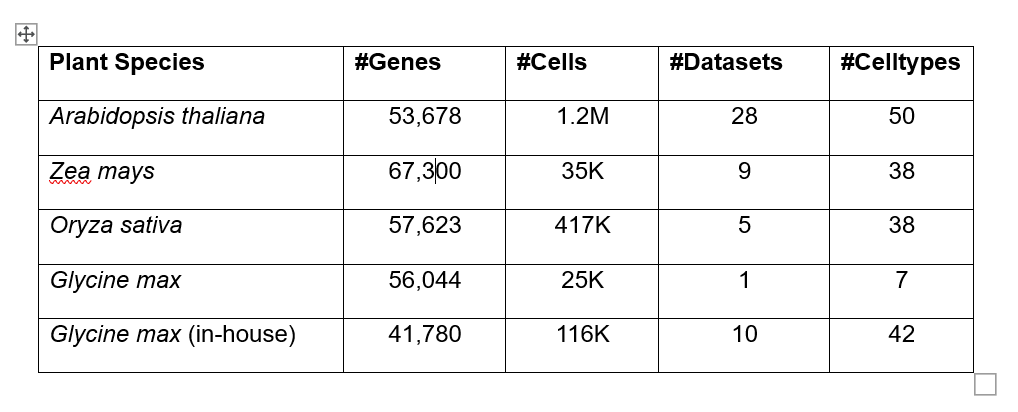 Plant Species #Genes #Cells #Datasets #Celltypes
Arabidopsis thaliana 53,678 1.2M 28 50
Zea mays 67,300 35K 9 38
Oryza sativa 57,623 417K 5 38
Glycine max 56,044 25K 1 7
Glycine max (in-house) 41,780 116K 10 42